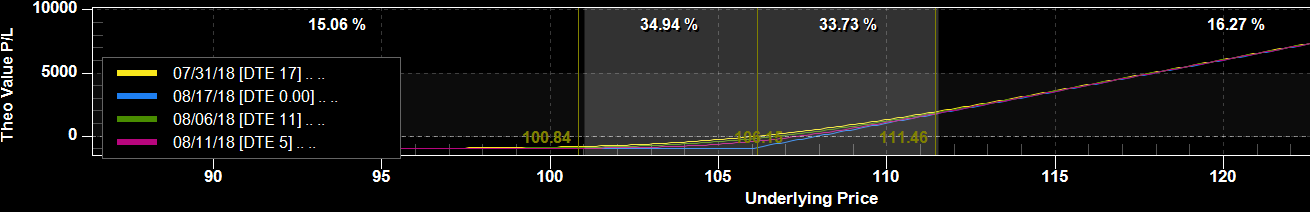 10000
5000
0
Theo Value P/L
15.06 %
34.94 %
33.73 %
16.27 %
07/31/18 [DTE 17] .. ..
08/17/18 [DTE 0.00] .. ..
08/06/18 [DTE 11] .. ..
08/11/18 [DTE 5] .. ..
100.84
106.15
111.46
90
95
100
105
110
115
120
Underlying Price